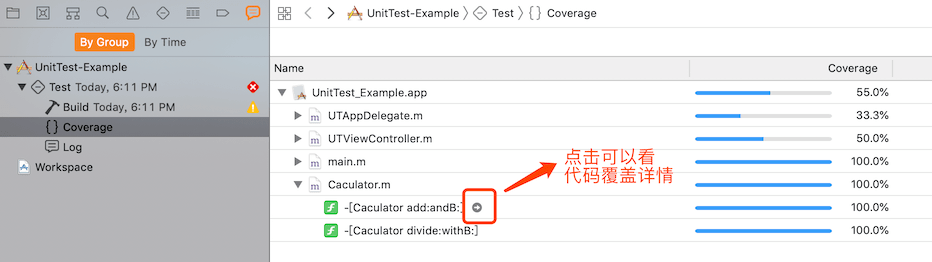 UnitTest-Example 〉 Test 〉 { } Coverage
By Group By Time
Name Coverage
UnitTest-Example
Test Today, 6:11 PM
Build Today, 6:11 PM
{ } Coverage
Log
Workspace
UnitTest_Example.app 55.0%
UTAppDelegate.m 33.3%
UTViewController.m 50.0%
main.m 100.0%
Caculator.m 100.0%
-[Caculator add:andB:] 100.0%
-[Caculator divide:withB:] 100.0%
点击可以看
代码覆盖详情